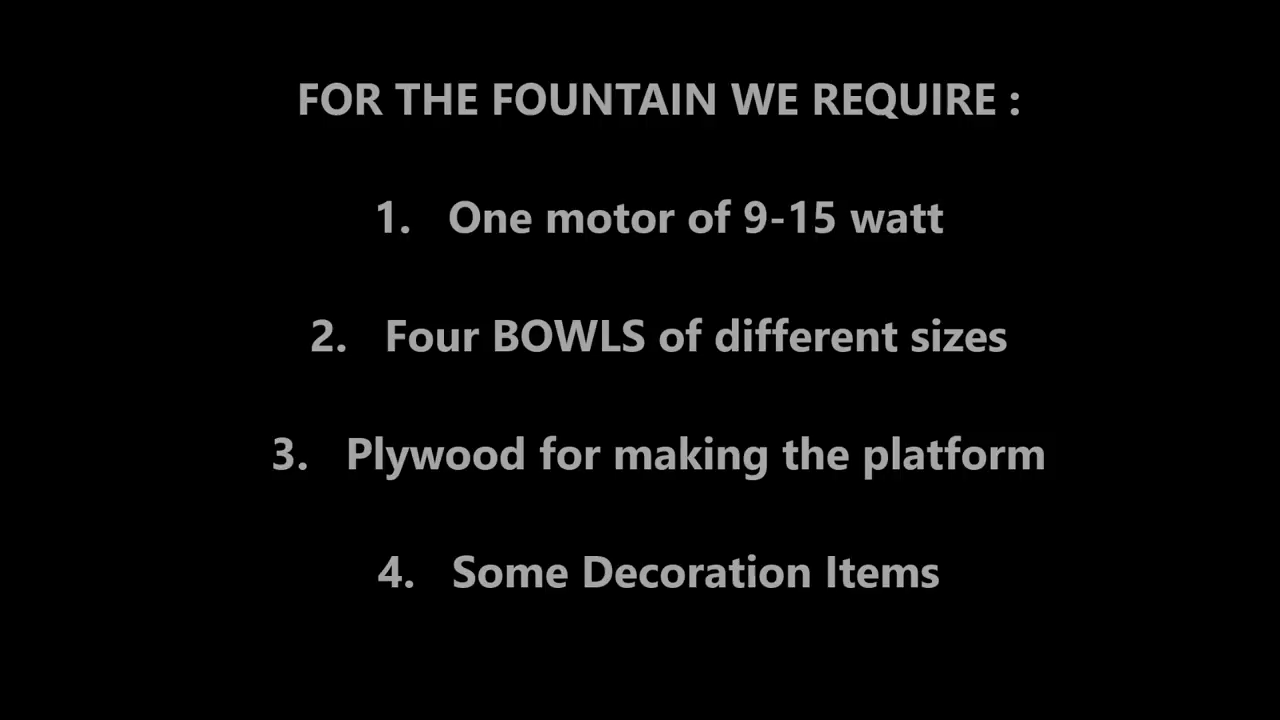 FOR THE FOUNTAIN WE REQUIRE :
1. One motor of 9-15 watt
2. Four BOWLS of different sizes
3. Plywood for making the platform
4. Some Decoration Items